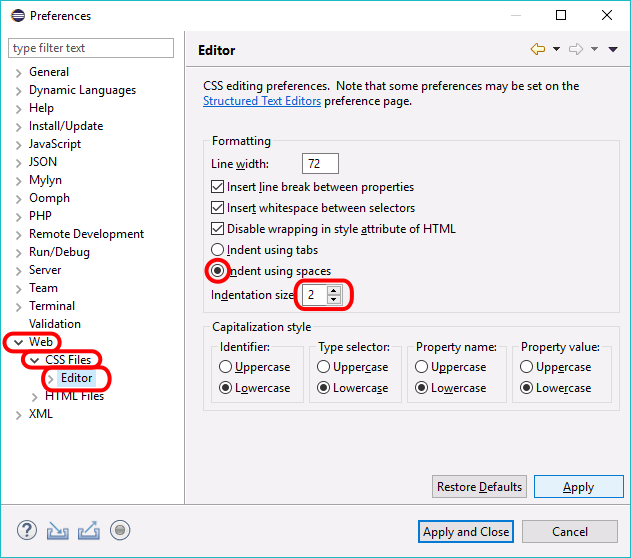 Preferences
type filter text
General
Dynamic Languages
Help
Install/Update
JavaScript
JSON
Mylyn
Oomph
PHP
Remote Development
Run/Debug
Server
Team
Terminal
Validation
Web
CSS Files
Editor
HTML Files
XML
Editor
CSS editing preferences.  Note that some preferences may be set on the
Structured Text Editors preference page.
Formatting
Line width: 72
Insert line break between properties
Insert whitespace between selectors
Disable wrapping in style attribute of HTML
Indent using tabs
Indent using spaces
Indentation size: 2
Capitalization style
Identifier: Type selector: Property name: Property value:
Uppercase Uppercase Uppercase Uppercase
Lowercase Lowercase Lowercase Lowercase
Restore Defaults Apply
? Apply and Close Cancel